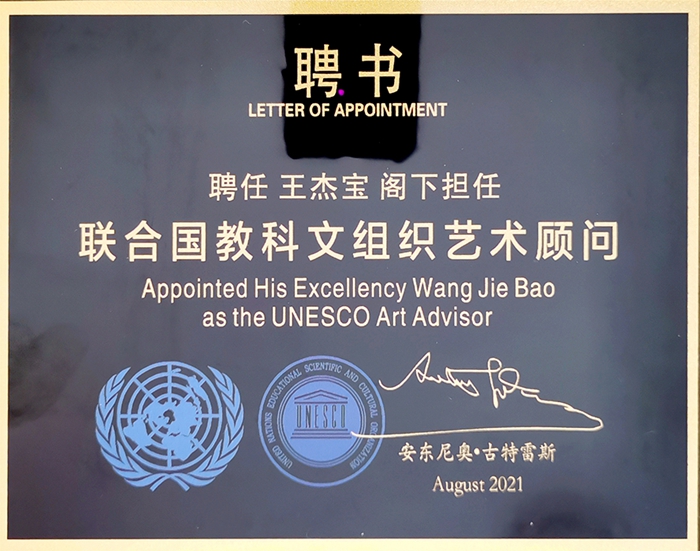 聘书
LETTER OF APPOINTMENT
聘任 王杰宝 阁下担任
联合国教科文组织艺术顾问
Appointed His Excellency Wang Jie Bao
as the UNESCO Art Advisor
UNITED NATIONS EDUCATIONAL SCIENTIFIC AND CULTURAL ORGANIZATION
UNESCO
安东尼奥•古特雷斯
August 2021